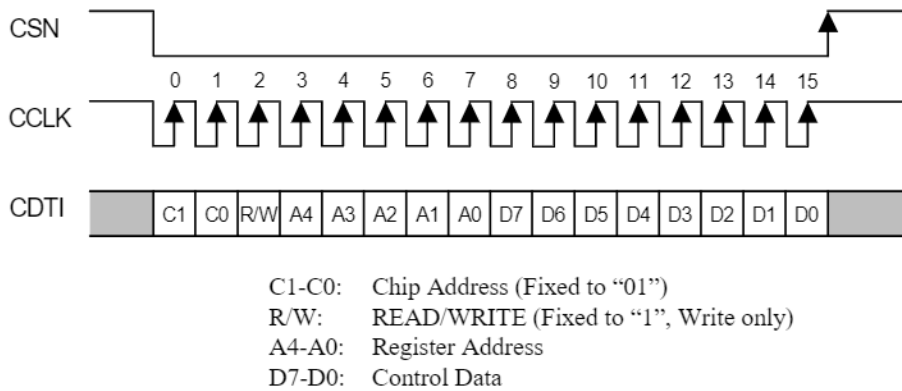 CSN
0 1 2 3 4 5 6 7 8 9 10 11 12 13 14 15
CCLK
CDTI C1 C0 R/W A4 A3 A2 A1 A0 D7 D6 D5 D4 D3 D2 D1 D0
C1-C0: Chip Address (Fixed to “01”)
R/W: READ/WRITE (Fixed to “1”, Write only)
A4-A0: Register Address
D7-D0: Control Data